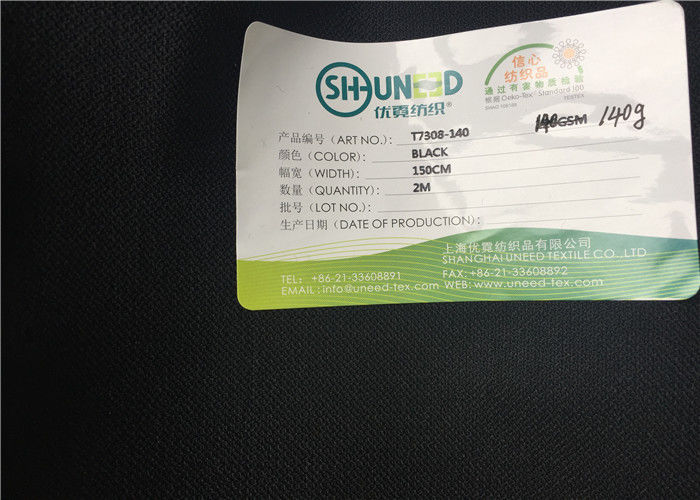 SHUNEED
优霓纺织®
信心
纺织品
通过有害物质检验
根据 Oeko-Tex® Standard 100
TESTEX
产品编号 (ART NO.): T7308-140 140g
颜色 (COLOR): BLACK
幅宽 (WIDTH): 150CM
数量 (QUANTITY): 2M
批号 (LOT NO.):
生产日期 (DATE OF PRODUCTION):
上海优霓纺织品有限公司
SHANGHAI UNEED TEXTILE CO.,LTD
TEL: +86-21-33608891 FAX: +86-21-33608892
EMAIL: info@uneed-tex.com WEB: www.uneed-tex.com